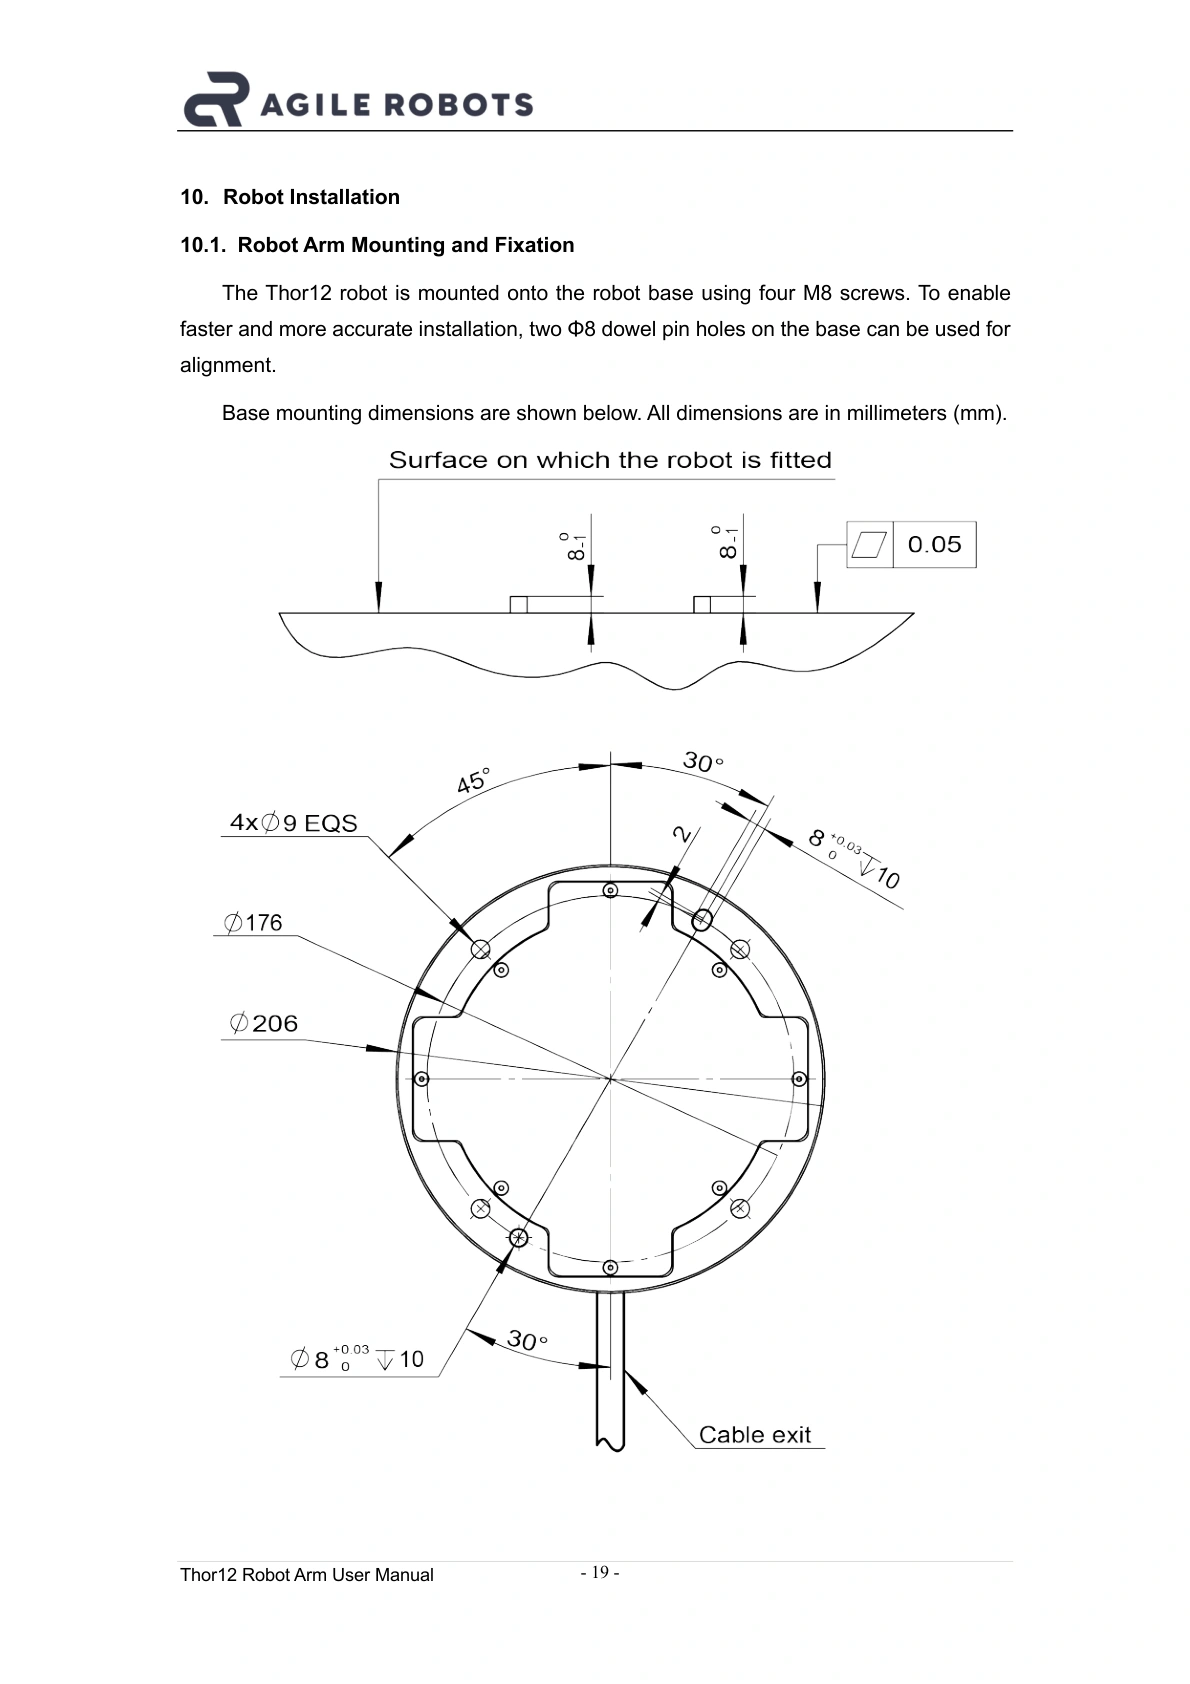 AGILE ROBOTS
10. Robot Installation
10.1. Robot Arm Mounting and Fixation
The Thor12 robot is mounted onto the robot base using four M8 screws. To enable
faster and more accurate installation, two Φ8 dowel pin holes on the base can be used for
alignment.
Base mounting dimensions are shown below. All dimensions are in millimeters (mm).
Surface on which the robot is fitted
8 0 -1
8 0 -1
0.05
45°
30°
4x∅9 EQS
2
8 +0.03 0 ↧10
∅176
∅206
30°
∅8 +0.03 0 ↧10
Cable exit
Thor12 Robot Arm User Manual
- 19 -